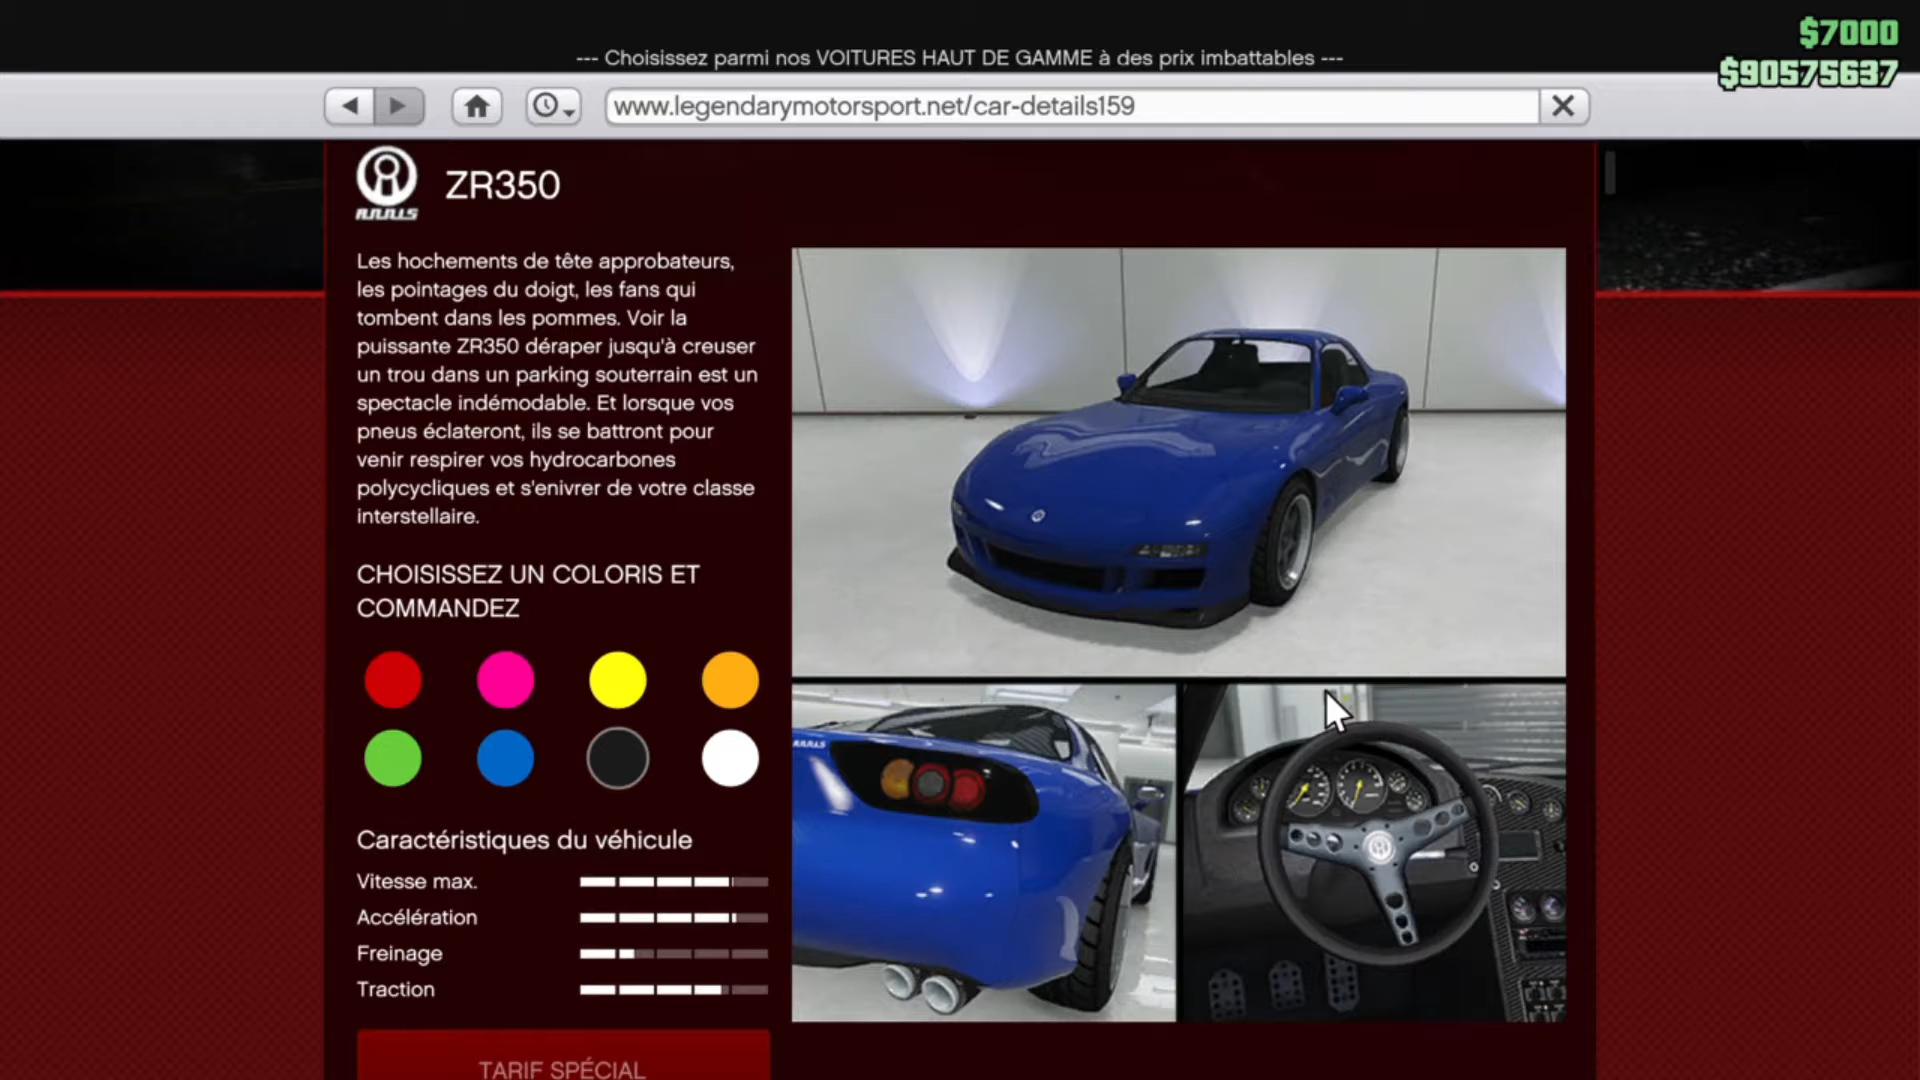 $7000
--- Choisissez parmi nos VOITURES HAUT DE GAMME à des prix imbattables ---
$90575637
www.legendarymotorsport.net/car-details159
ANNIS
ZR350
Les hochements de tête approbateurs,
les pointages du doigt, les fans qui
tombent dans les pommes. Voir la
puissante ZR350 déraper jusqu'à creuser
un trou dans un parking souterrain est un
spectacle indémodable. Et lorsque vos
pneus éclateront, ils se battront pour
venir respirer vos hydrocarbones
polycycliques et s'enivrer de votre classe
interstellaire.
CHOISISSEZ UN COLORIS ET
COMMANDEZ
ANNIS
Caractéristiques du véhicule
Vitesse max.
Accélération
Freinage
Traction
TARIF SPÉCIAL